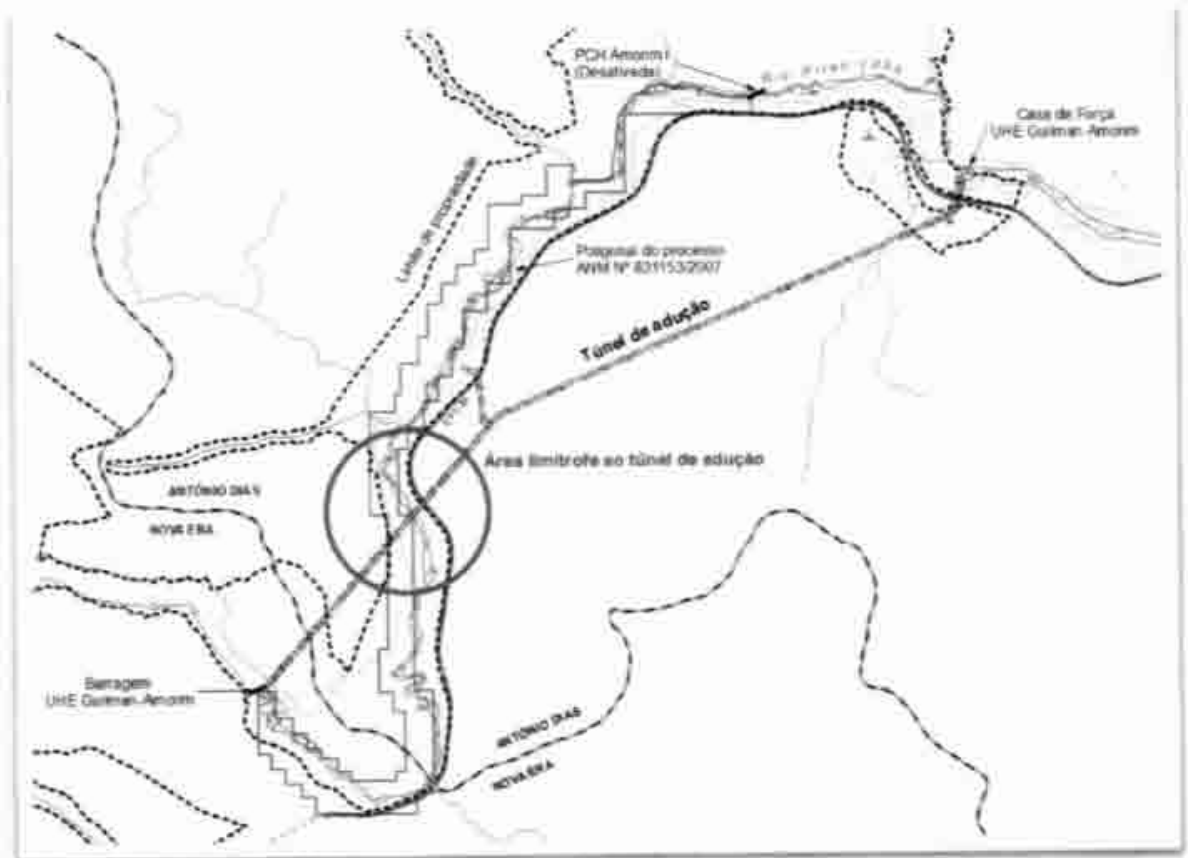 PCH Amorim I
(Desativada)
Rio Piracicaba
Casa de Força
UHE Guilman-Amorim
Limite de propriedade
Poligonal do processo
ANM Nº 831153/2007
Túnel de adução
Área limítrofe ao túnel de adução
ANTÔNIO DIAS
NOVA ERA
Barragem
UHE Guilman-Amorim
ANTÔNIO DIAS
NOVA ERA